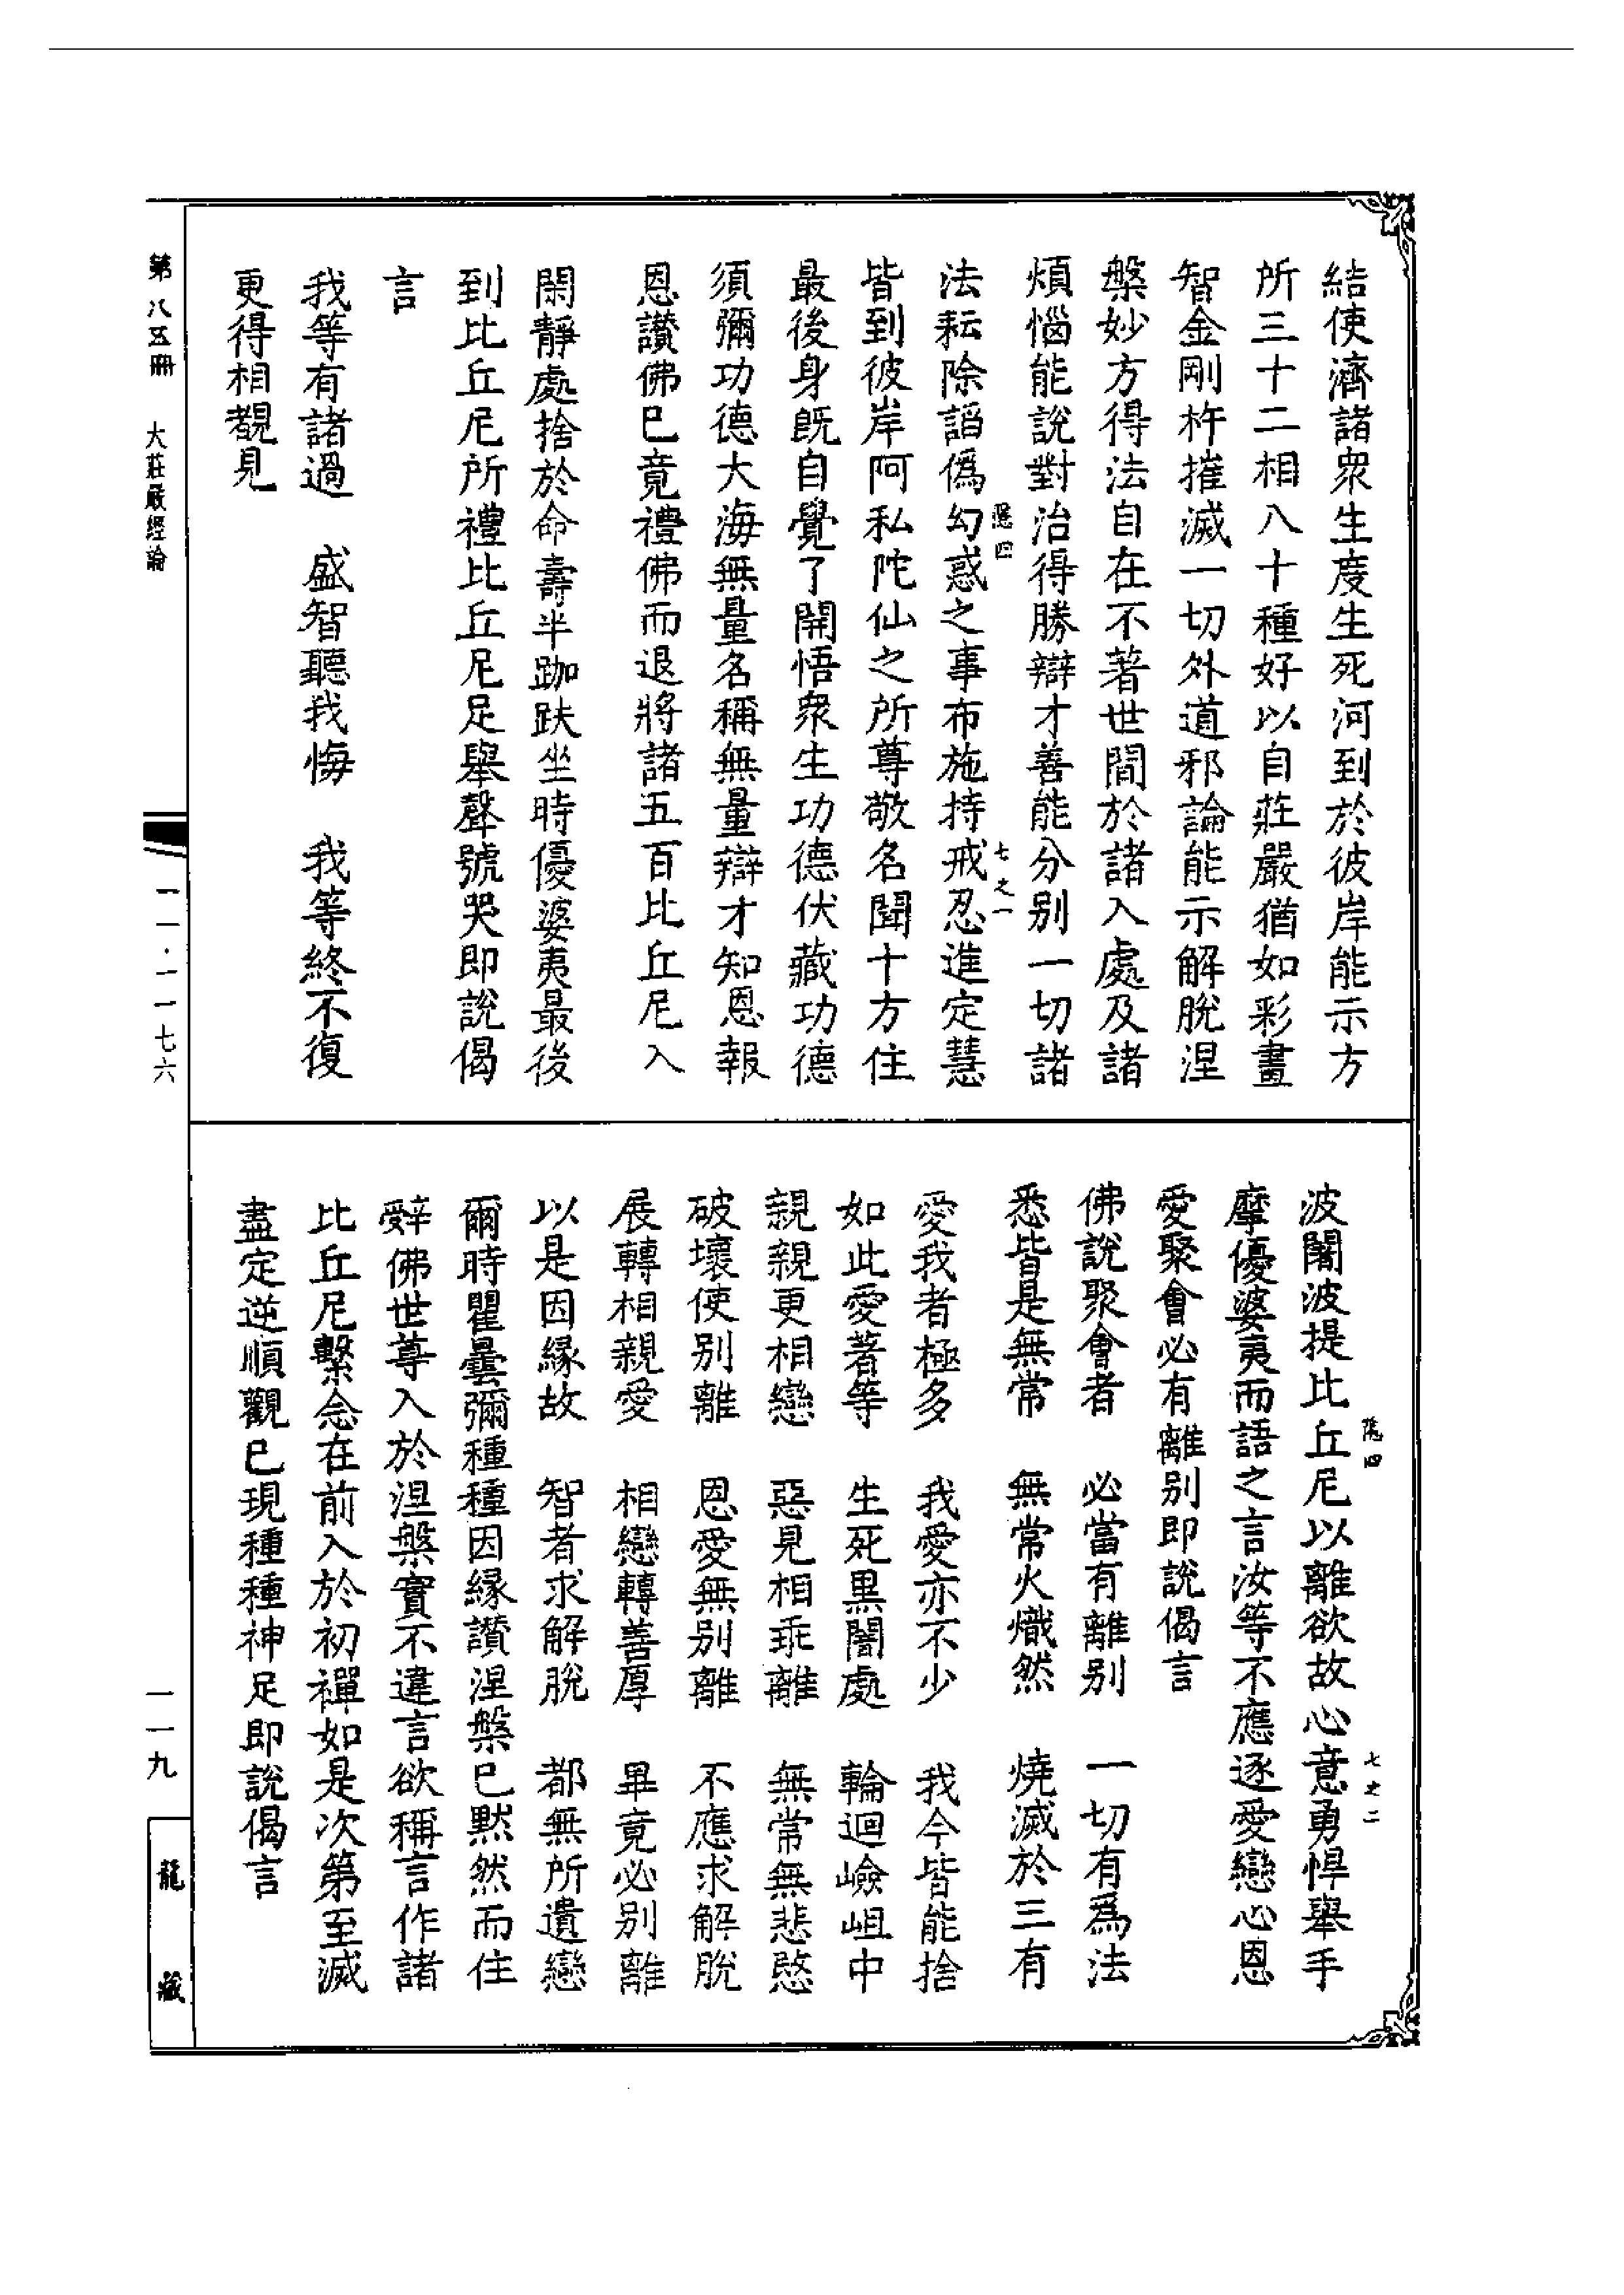 結使濟諸衆生度生死河到於彼岸能示方
所三十二相八十種好以自莊嚴猶如彩畫
智金剛杵摧滅一切外道邪論能示解脫涅
槃妙方得法自在不著世間於諸入處及諸
煩惱能說對治得勝辯才善能分别一切諸
四 七之一
法耘除諂僞幻惑之事布施持戒忍進定慧
皆到彼岸阿私陀仙之所尊敬名聞十方住
最後身旣自覺了開悟衆生功德伏藏功德
須彌功德大海無量名稱無量辯才知恩報
恩讚佛已竟禮佛而退將諸五百比丘尼入
閑靜處捨於命壽半跏趺坐時優婆夷最後
到比丘尼所禮比丘尼足舉聲號哭即說偈
言
我等有諸過　盛智聽我悔　我等終不復
更得相覩見
四 七之二
波闍波提比丘尼以離欲故心意勇悍舉手
摩優婆夷而語之言汝等不應逐愛戀心恩
愛聚會必有離别即說偈言
佛說聚會者　必當有離别　一切有爲法
悉皆是無常　無常火熾然　燒滅於三有
愛我者極多　我愛亦不少　我今皆能捨
如此愛著等　生死黑闇處　輪迴嶮岨中
親親更相戀　惡見相乖離　無常無悲愍
破壞使别離　恩愛無别離　不應求解脫
展轉相親愛　相戀轉善厚　畢竟必别離
以是因緣故　智者求解脫　都無所遺戀
爾時瞿曇彌種種因緣讚涅槃已默然而住
辭佛世尊入於涅槃實不違言欲稱言作諸
比丘尼繫念在前入於初禪如是次第至滅
盡定逆順觀已現種種神足即說偈言
第八五冊　大莊嚴經論
一一·一一七六
一一九
龍藏